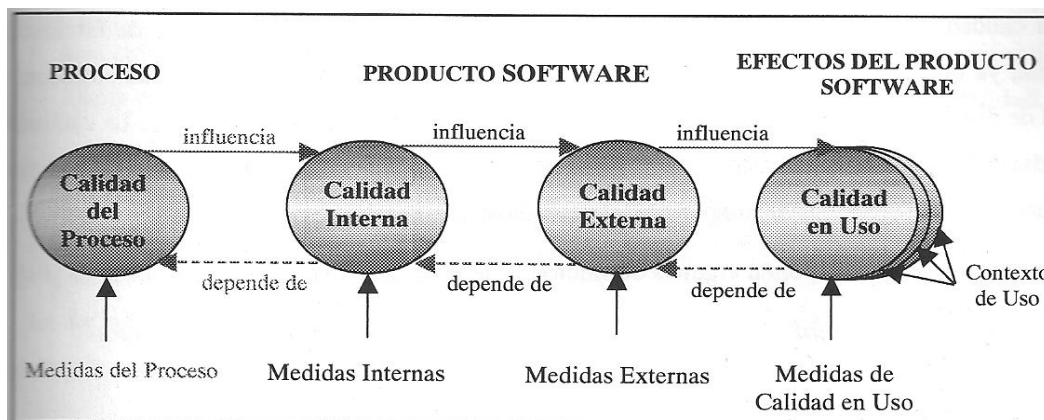 PROCESO
PRODUCTO SOFTWARE
EFECTOS DEL PRODUCTO
SOFTWARE
influencia
influencia
influencia
Calidad
del
Proceso
Calidad
Interna
Calidad
Externa
Calidad
en Uso
depende de
depende de
depende de
Contexto
de Uso
Medidas del Proceso
Medidas Internas
Medidas Externas
Medidas de
Calidad en Uso